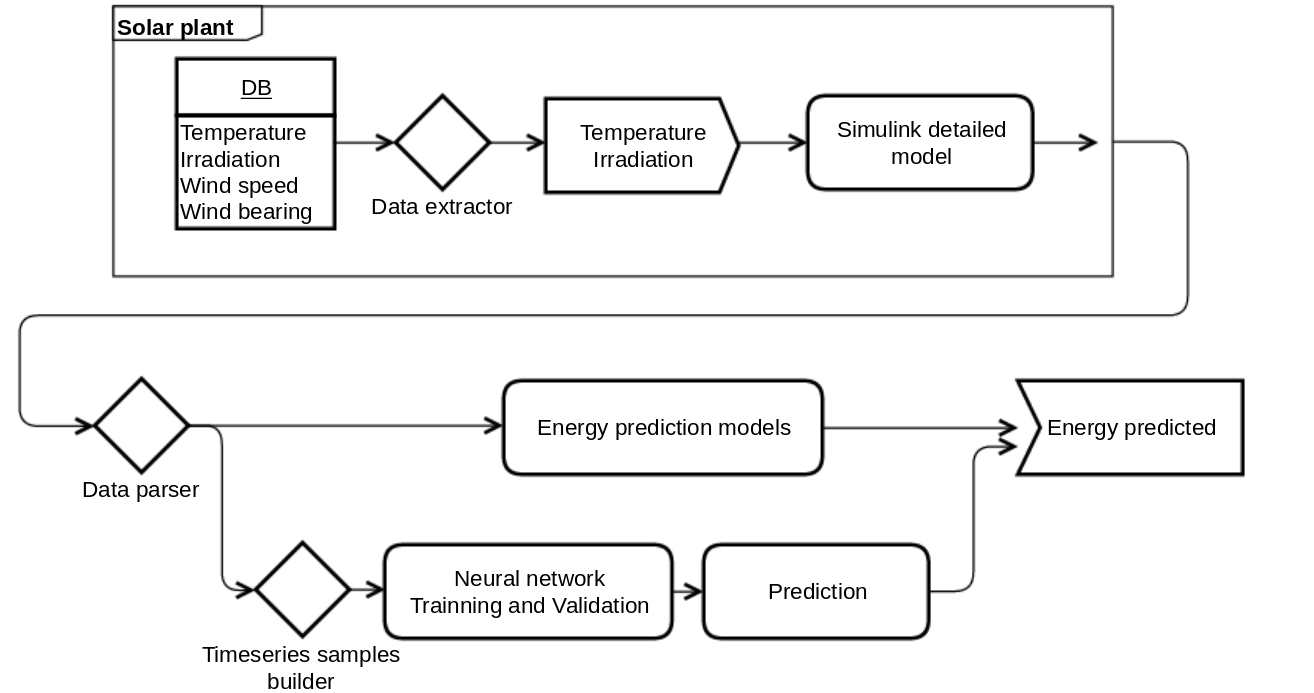 Solar plant
DB
Temperature
Irradiation
Wind speed
Wind bearing
Data extractor
Temperature
Irradiation
Simulink detailed
model
Data parser
Energy prediction models
Energy predicted
Timeseries samples
builder
Neural network
Trainning and Validation
Prediction